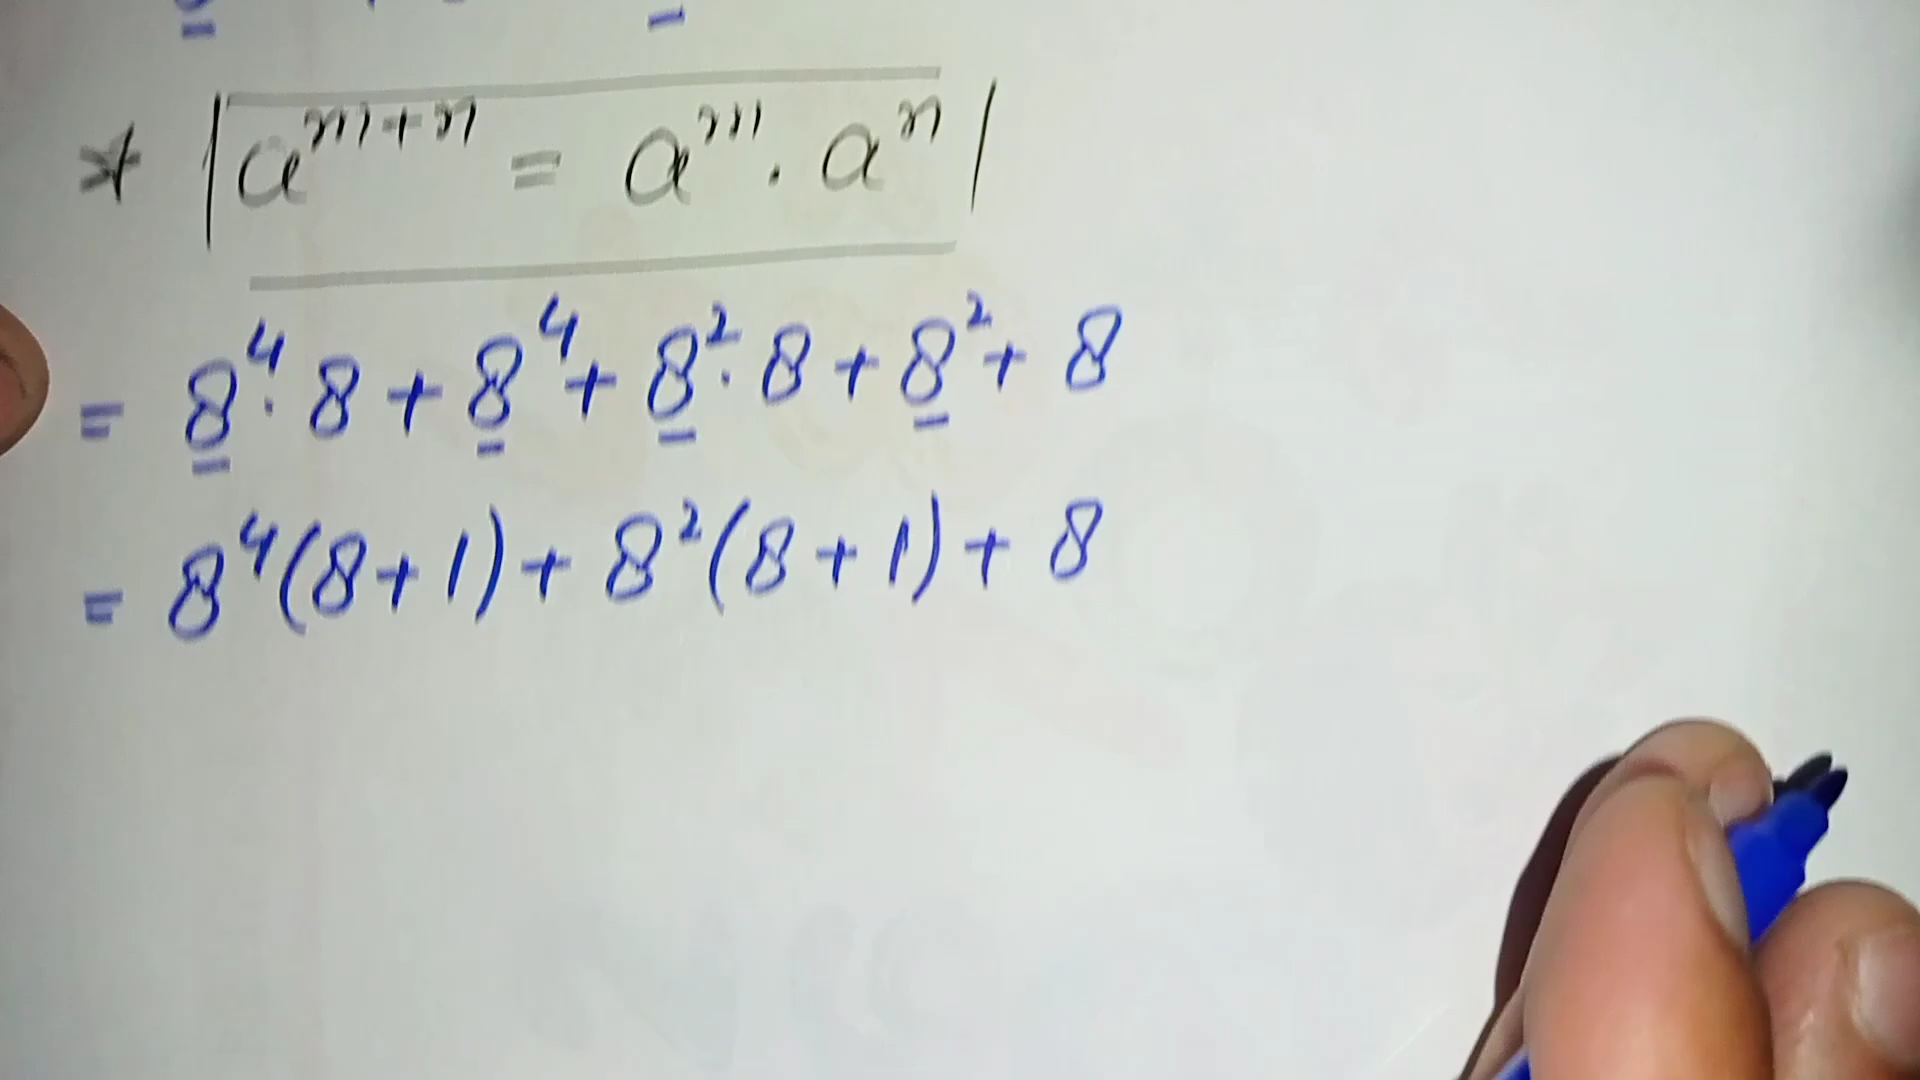 * |a^{m+n} = a^m . a^n|
= 8^4 . 8 + 8^4 + 8^2 . 8 + 8^2 + 8
= 8^4(8+1) + 8^2(8+1) + 8